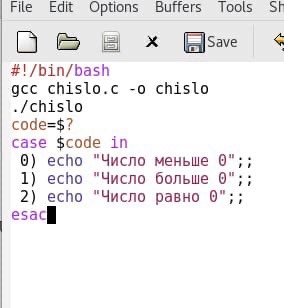 File Edit Options Buffers Tools
Save
#!/bin/bash
gcc chislo.c -o chislo
./chislo
code=$?
case $code in
 0) echo "Число меньше 0";;
 1) echo "Число больше 0";;
 2) echo "Число равно 0";;
esac